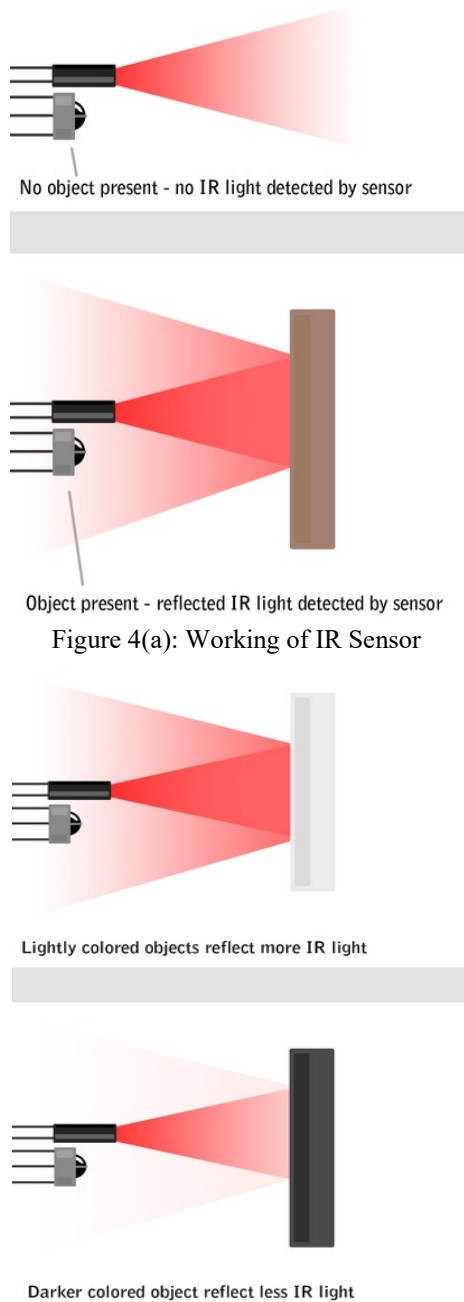 No object present - no IR light detected by sensor
Object present - reflected IR light detected by sensor
Figure 4(a): Working of IR Sensor
Lightly colored objects reflect more IR light
Darker colored object reflect less IR light